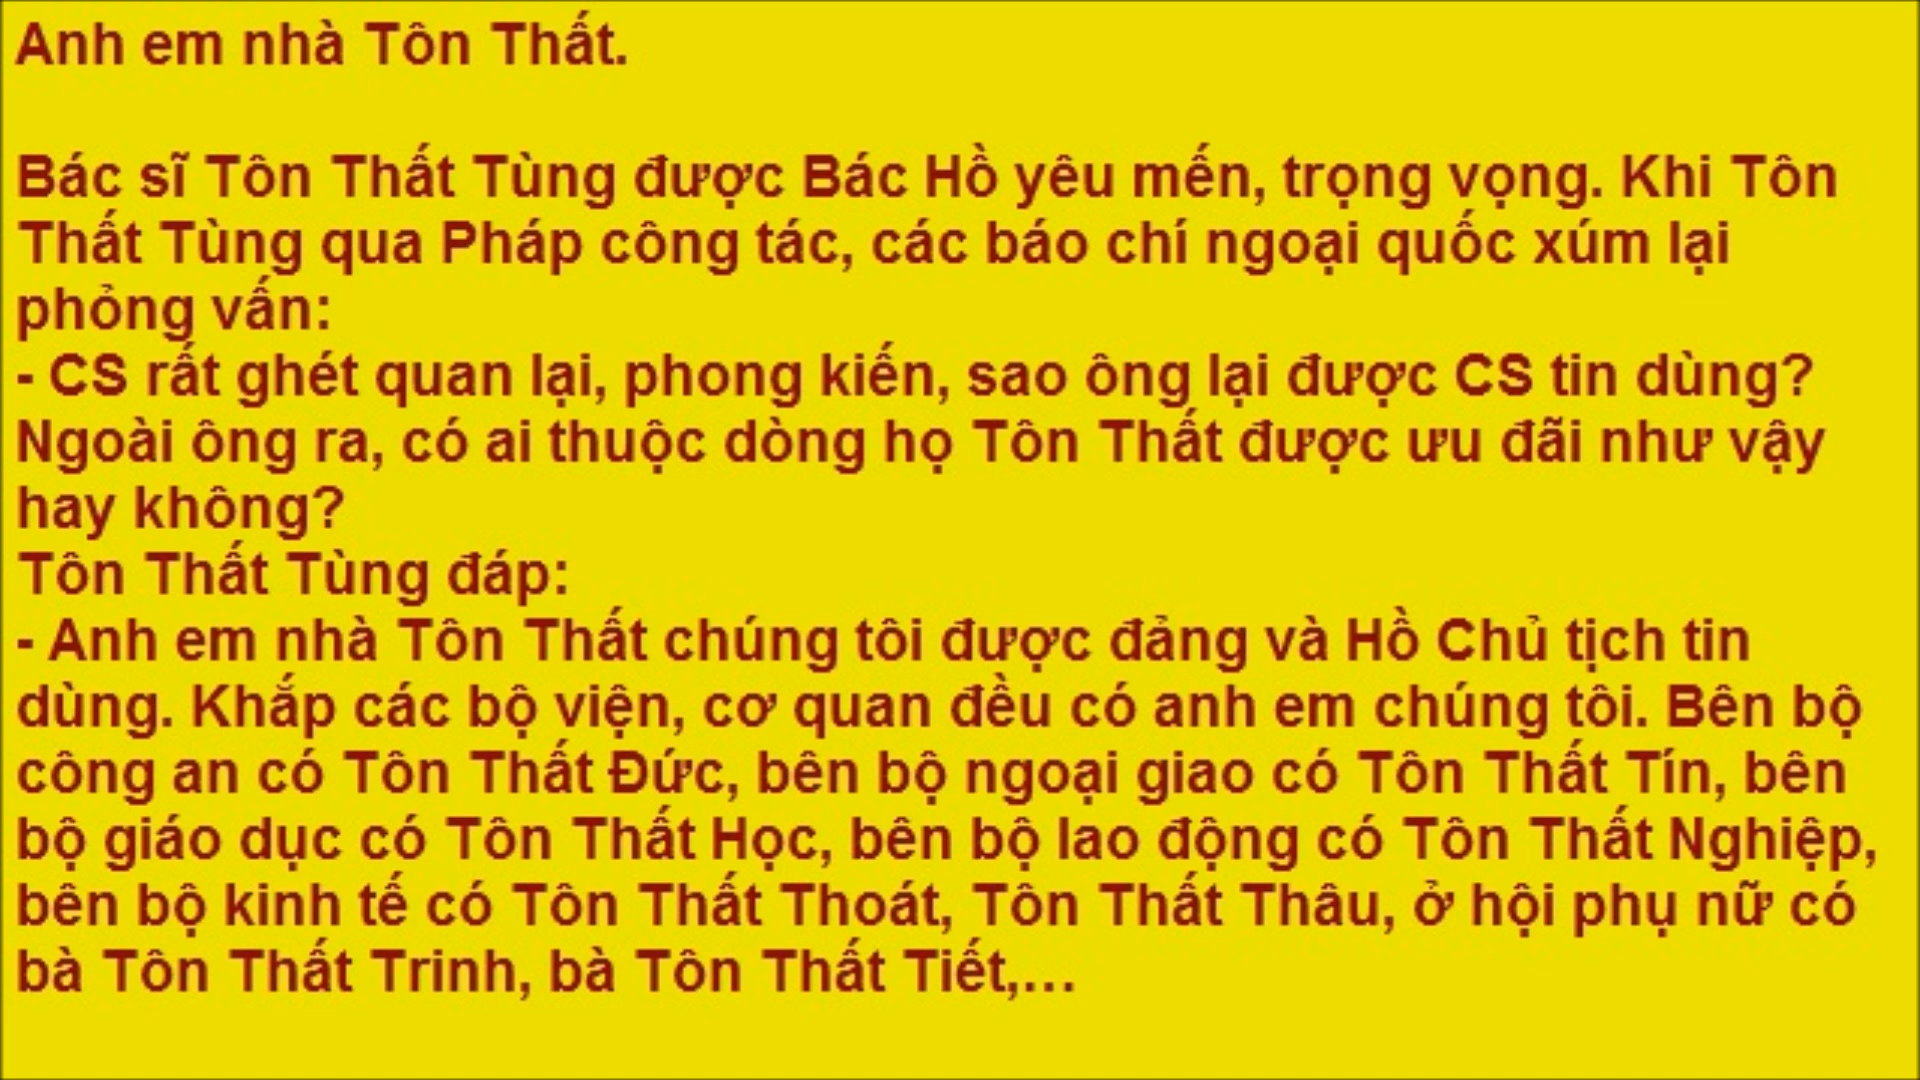 Anh em nhà Tôn Thất.
Bác sĩ Tôn Thất Tùng được Bác Hồ yêu mến, trọng vọng. Khi Tôn
Thất Tùng qua Pháp công tác, các báo chí ngoại quốc xúm lại
phỏng vấn:
- CS rất ghét quan lại, phong kiến, sao ông lại được CS tin dùng?
Ngoài ông ra, có ai thuộc dòng họ Tôn Thất được ưu đãi như vậy
hay không?
Tôn Thất Tùng đáp:
- Anh em nhà Tôn Thất chúng tôi được đảng và Hồ Chủ tịch tin
dùng. Khắp các bộ viện, cơ quan đều có anh em chúng tôi. Bên bộ
công an có Tôn Thất Đức, bên bộ ngoại giao có Tôn Thất Tín, bên
bộ giáo dục có Tôn Thất Học, bên bộ lao động có Tôn Thất Nghiệp,
bên bộ kinh tế có Tôn Thất Thoát, Tôn Thất Thâu, ở hội phụ nữ có
bà Tôn Thất Trinh, bà Tôn Thất Tiết,...